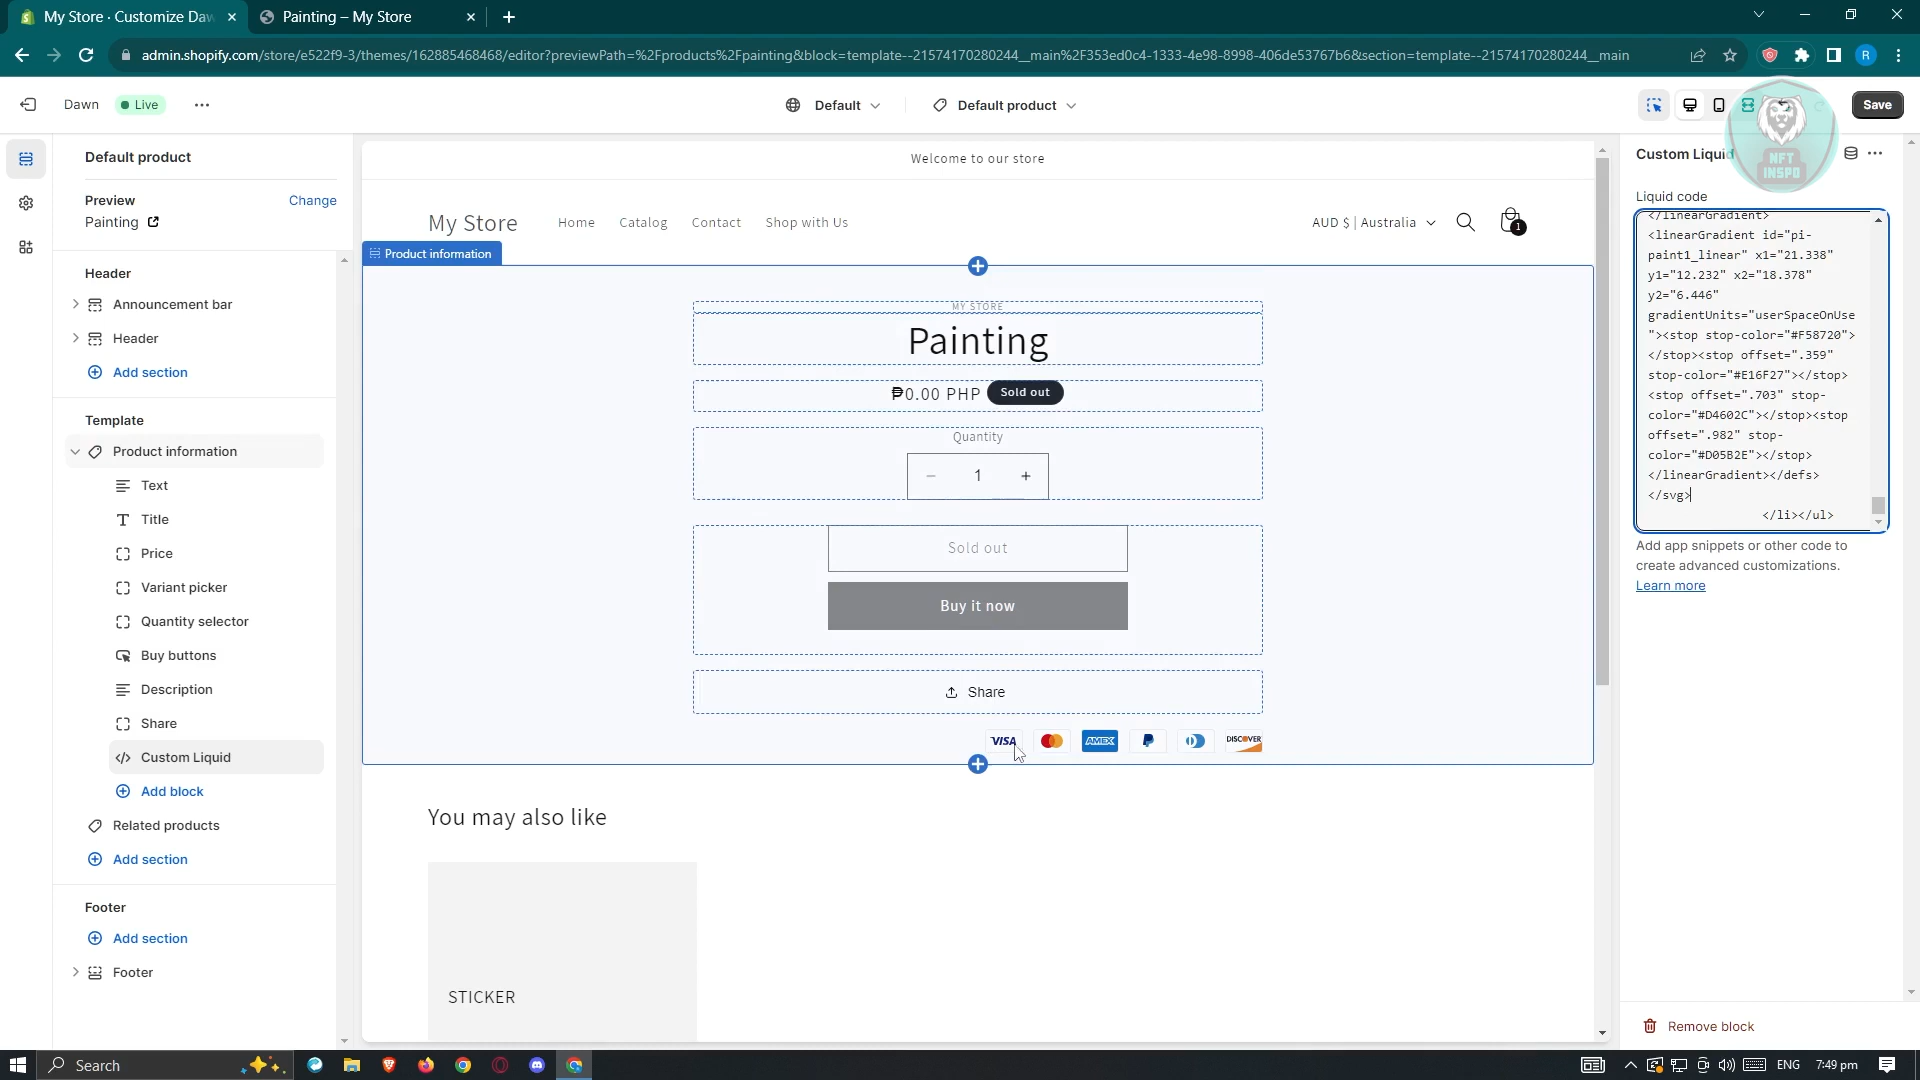 My Store · Customize Daw
Painting – My Store
admin.shopify.com/store/e522f9-3/themes/162885468468/editor?previewPath=%2Fproducts%2Fpainting&block=template--21574170280244__main%2F353ed0c4-1333-4e98-8998-406de53767b6&section=template--21574170280244__main
R
Dawn
Live
Default
Default product
Save
NFT
INSPO
Default product
Preview
Change
Painting
Header
Announcement bar
Header
Add section
Template
Product information
Text
Title
Price
Variant picker
Quantity selector
Buy buttons
Description
Share
Custom Liquid
Add block
Related products
Add section
Footer
Add section
Footer
Welcome to our store
My Store
Home
Catalog
Contact
Shop with Us
AUD $ | Australia
1
Product information
MY STORE
Painting
₱0.00 PHP
Sold out
Quantity
1
Sold out
Buy it now
Share
VISA
AMEX
DISCOVER
You may also like
STICKER
Custom Liquid
Liquid code
</linearGradient>
<linearGradient id="pi-
paint1_linear" x1="21.338"
y1="12.232" x2="18.378"
y2="6.446"
gradientUnits="userSpaceOnUse
"><stop stop-color="#F58720">
</stop><stop offset=".359"
stop-color="#E16F27"></stop>
<stop offset=".703" stop-
color="#D4602C"></stop><stop
offset=".982" stop-
color="#D05B2E"></stop>
</linearGradient></defs>
</svg>
</li></ul>
Add app snippets or other code to
create advanced customizations.
Learn more
Remove block
Search
ENG
7:49 pm